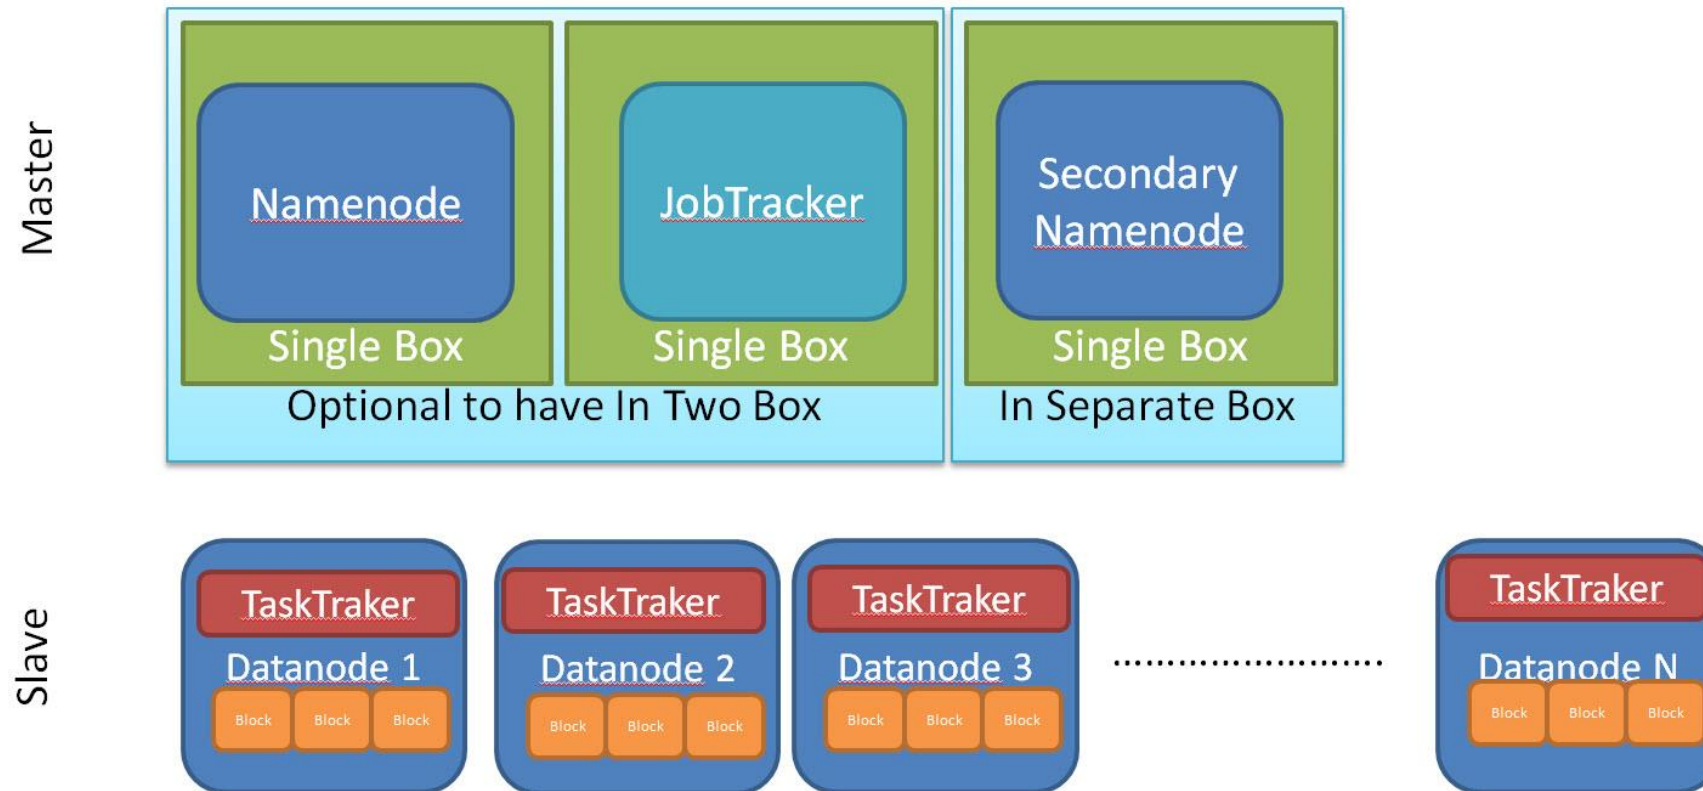 Master
Namenode
Single Box
JobTracker
Single Box
Optional to have In Two Box
Secondary
Namenode
Single Box
In Separate Box
Slave
TaskTraker
Datanode 1
Block Block Block
TaskTraker
Datanode 2
Block Block Block
TaskTraker
Datanode 3
Block Block Block
............................
TaskTraker
Datanode N
Block Block Block